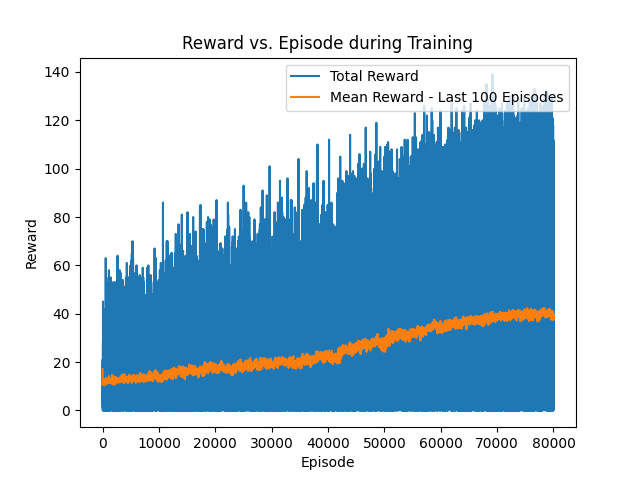 Reward vs. Episode during Training
Total Reward
Mean Reward - Last 100 Episodes
140
120
100
80
60
40
20
0
Reward
0 10000 20000 30000 40000 50000 60000 70000 80000
Episode